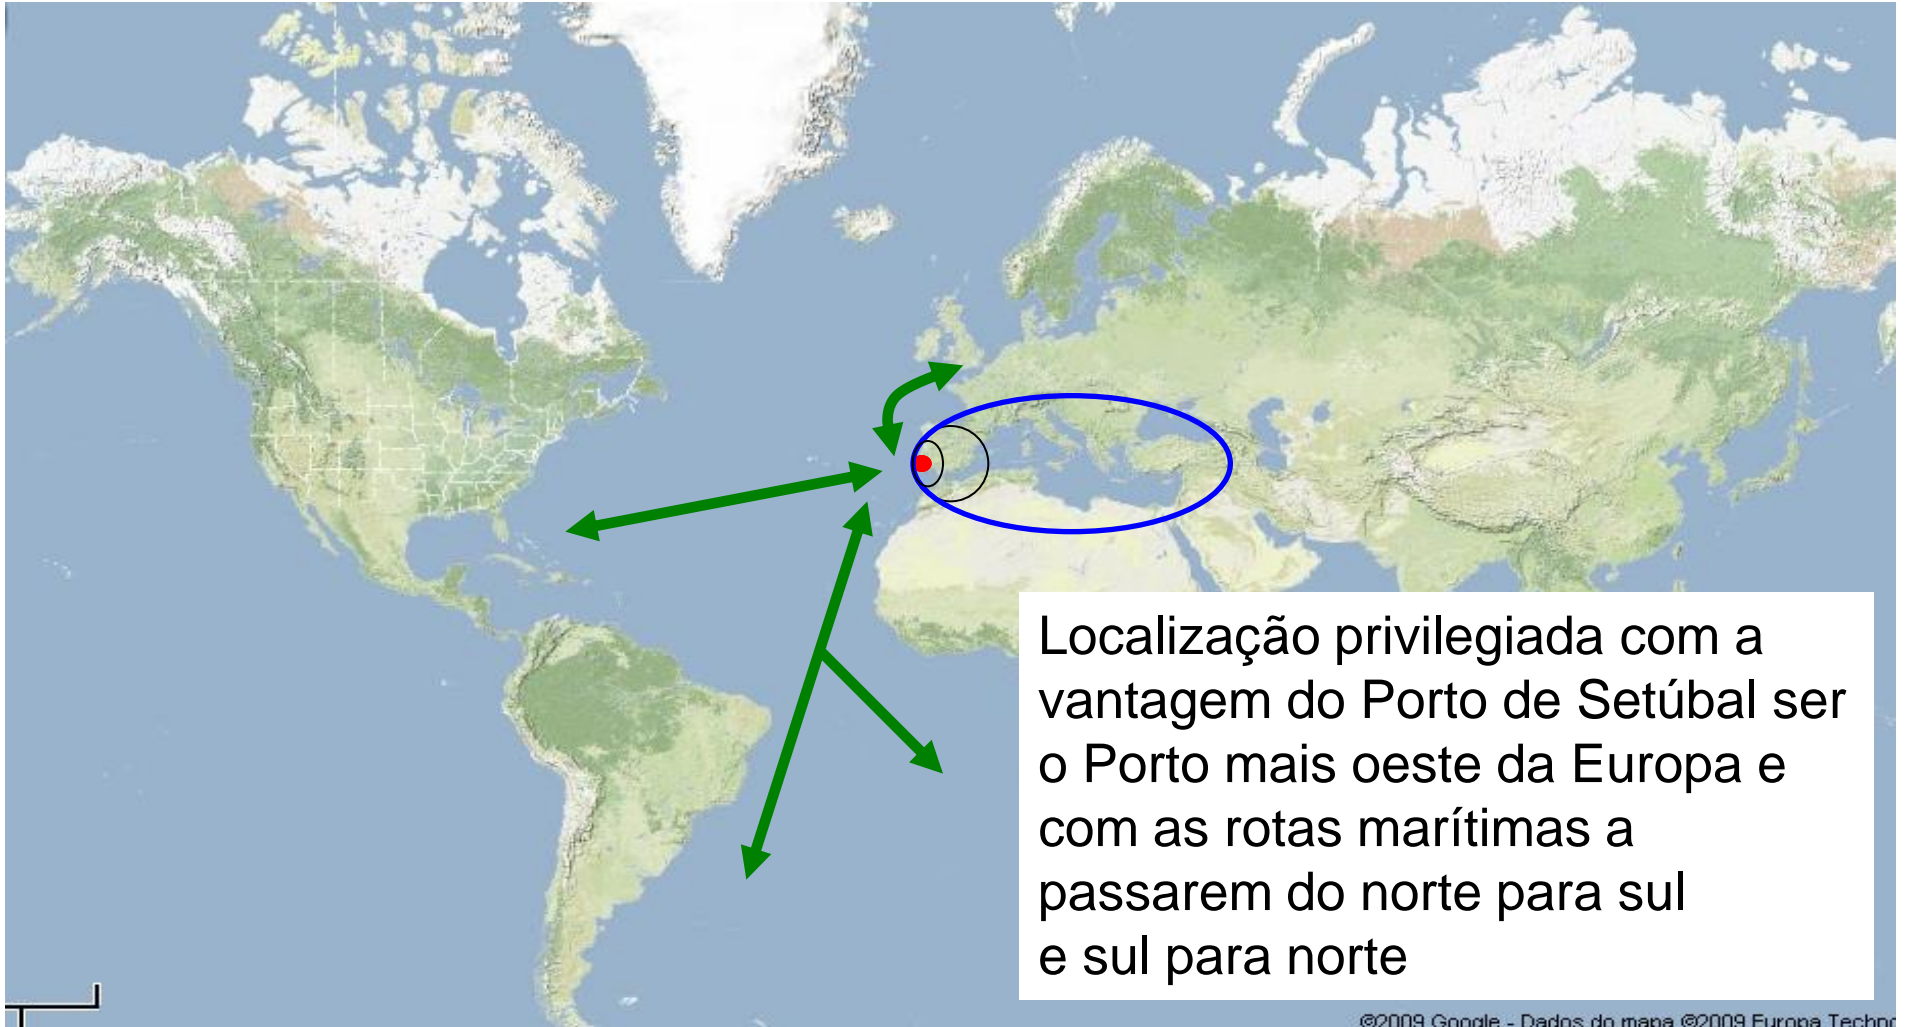 Localização privilegiada com a
vantagem do Porto de Setúbal ser
o Porto mais oeste da Europa e
com as rotas marítimas a
passarem do norte para sul
e sul para norte
©2009 Google - Dados do mapa ©2009 Europa Techno